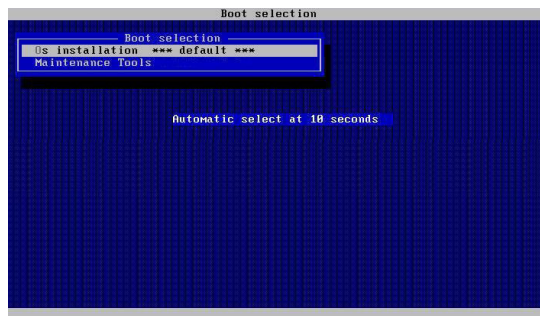 Boot selection
Boot selection
Os installation *** default ***
Maintenance Tools
Automatic select at 10 seconds